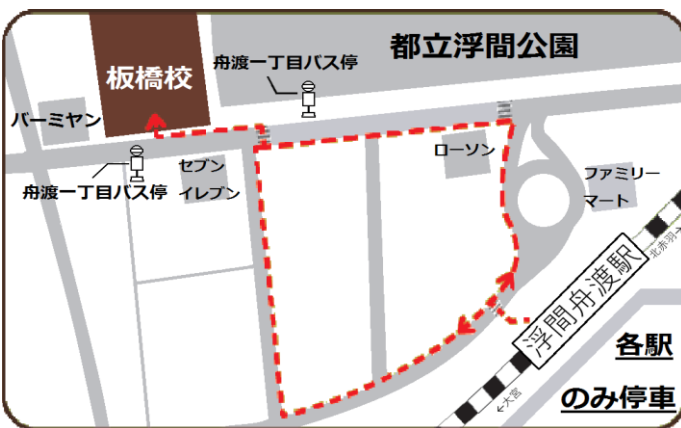 都立浮間公園
舟渡一丁目バス停
板橋校
バーミヤン
舟渡一丁目バス停
セブン
イレブン
ローソン
ファミリー
マート
北赤羽→
浮間舟渡駅
←大宮
各駅
のみ停車